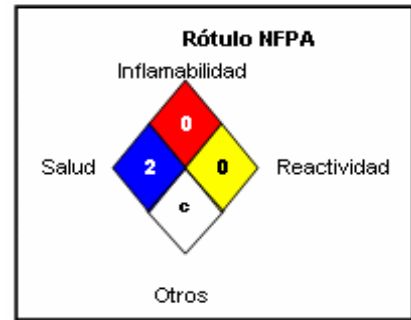 Rótulo NFPA
Inflamabilidad
0
Salud 2 0 Reactividad
c
Otros